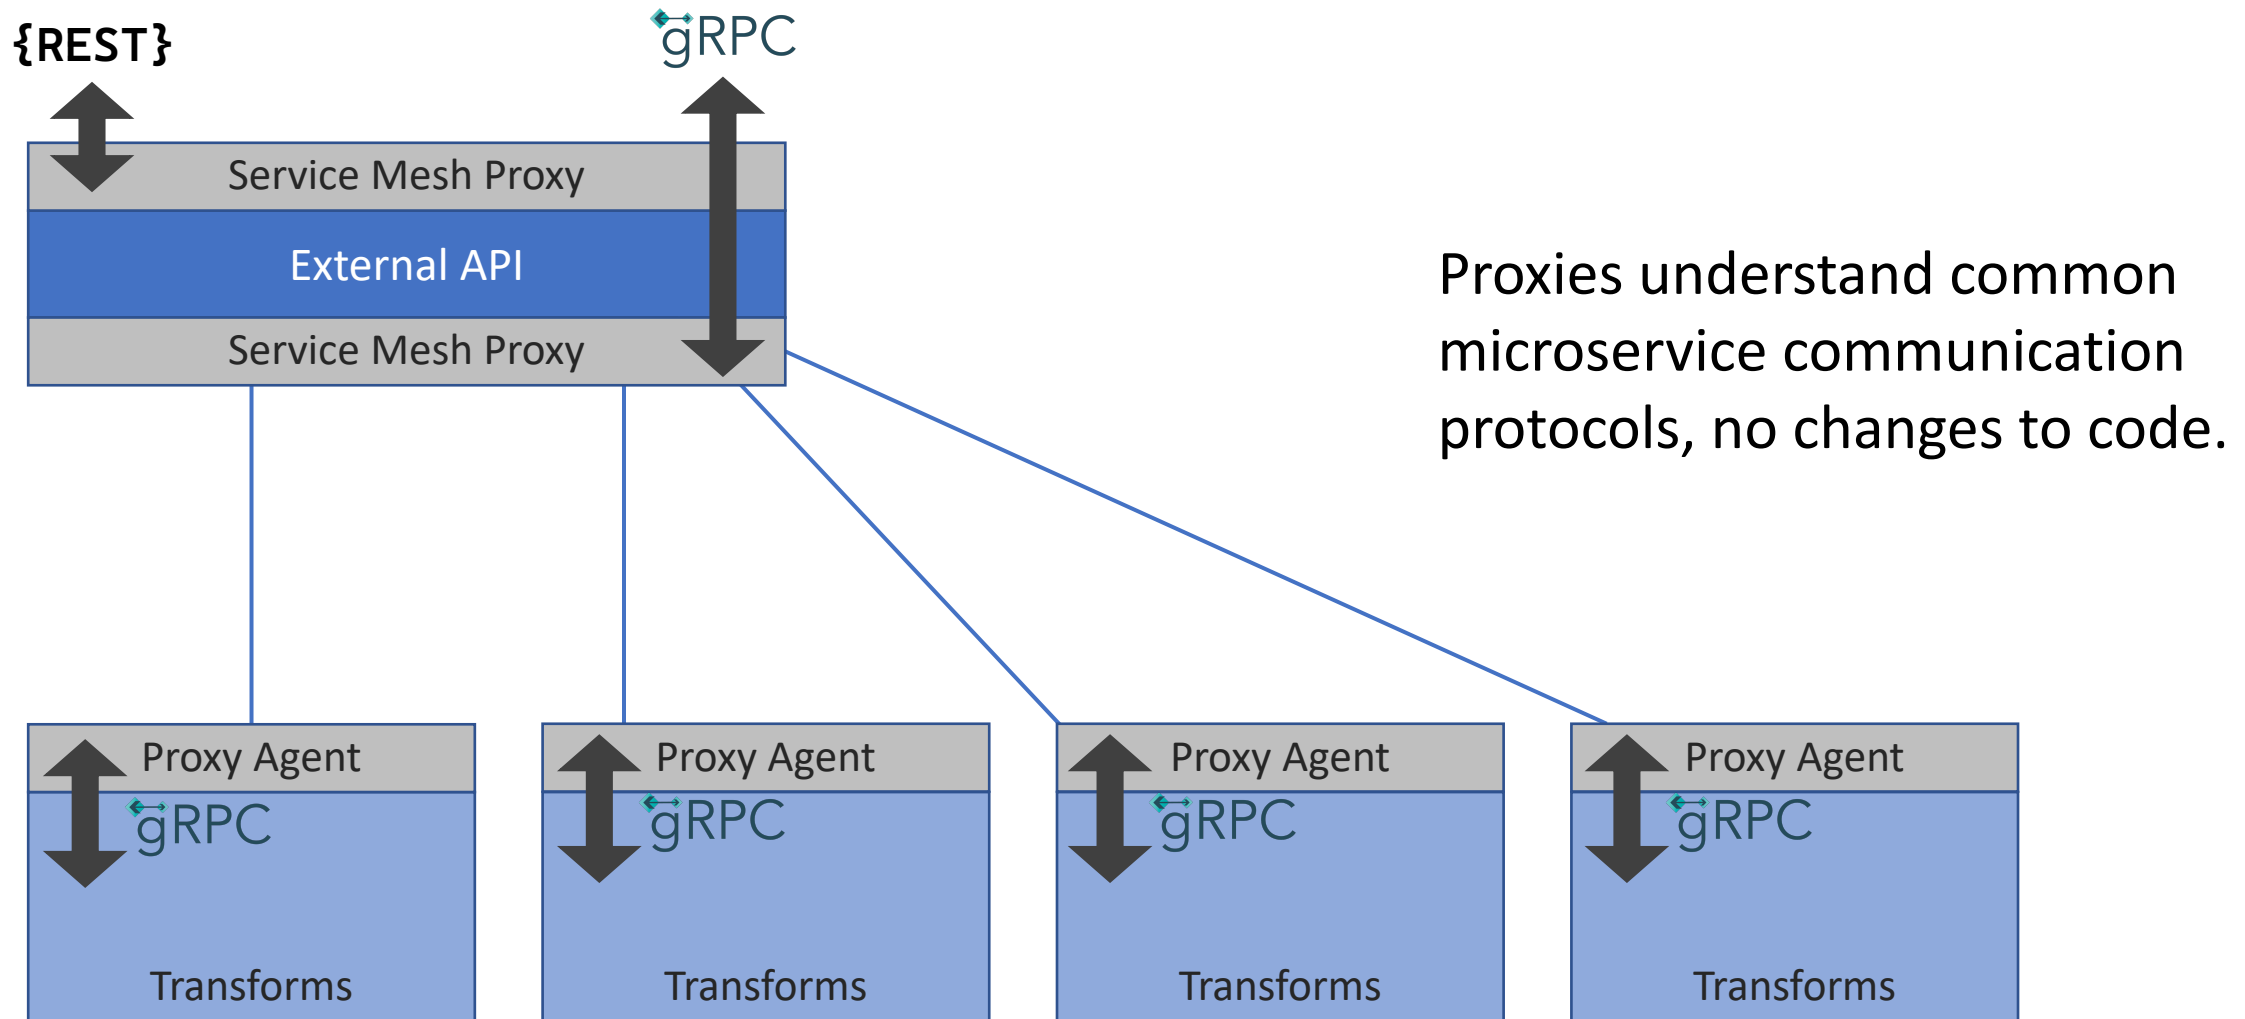 {REST}
gRPC
Service Mesh Proxy
External API
Service Mesh Proxy
Proxies understand common
microservice communication
protocols, no changes to code.
Proxy Agent
gRPC
Transforms
Proxy Agent
gRPC
Transforms
Proxy Agent
gRPC
Transforms
Proxy Agent
gRPC
Transforms